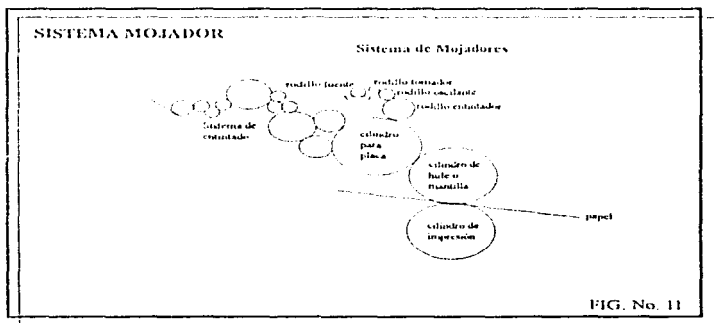 SISTEMA MOJADOR
Sistema de Mojadores
rodillo fuente
rodillo tomador
rodillo oscilante
rodillo entintador
Sistema de
entintado
cilindro
para
placa
cilindro de
hule o
mantilla
papel
cilindro de
impresión
FIG. No. 11